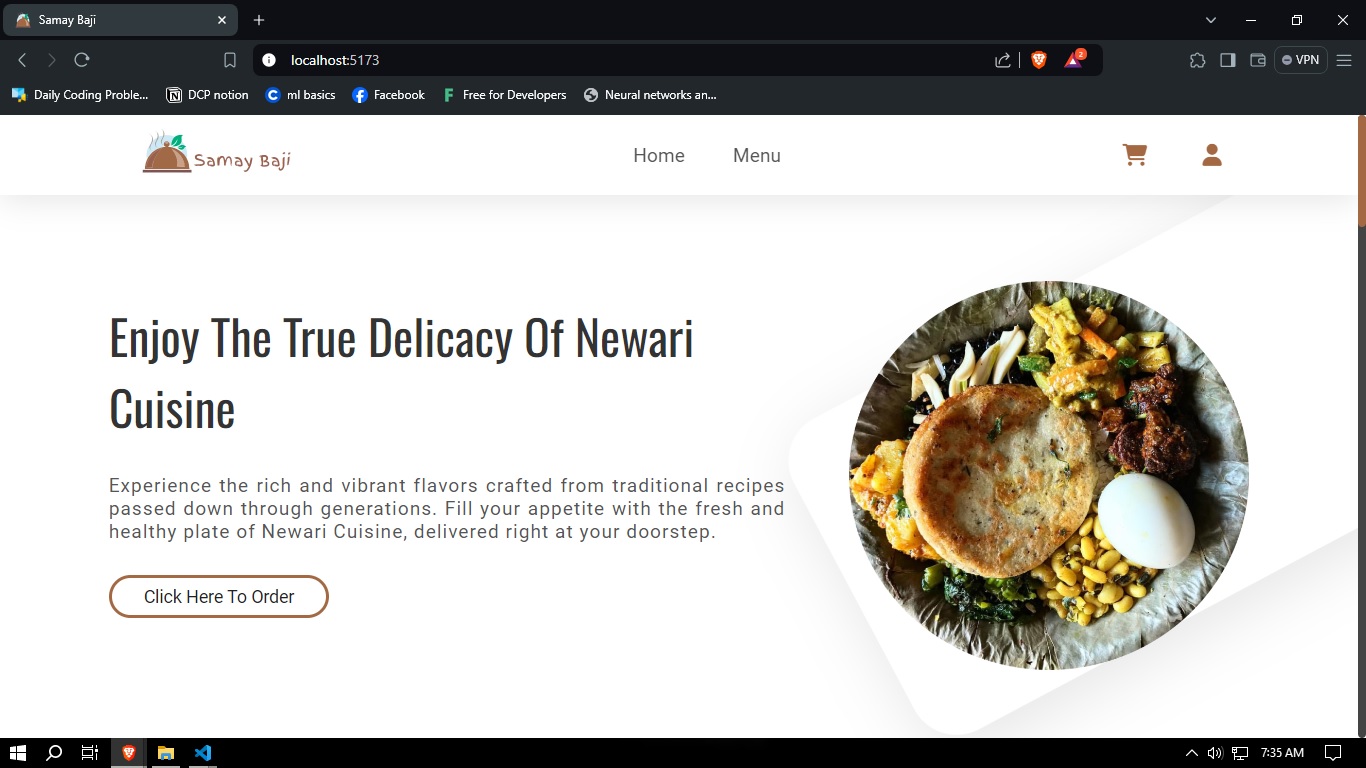 Samay Baji
localhost:5173
2
VPN
Daily Coding Proble...
DCP notion
ml basics
Facebook
Free for Developers
Neural networks an...
Samay Baji
Home
Menu
Enjoy The True Delicacy Of Newari
Cuisine
Experience the rich and vibrant flavors crafted from traditional recipes
passed down through generations. Fill your appetite with the fresh and
healthy plate of Newari Cuisine, delivered right at your doorstep.
Click Here To Order
7:35 AM